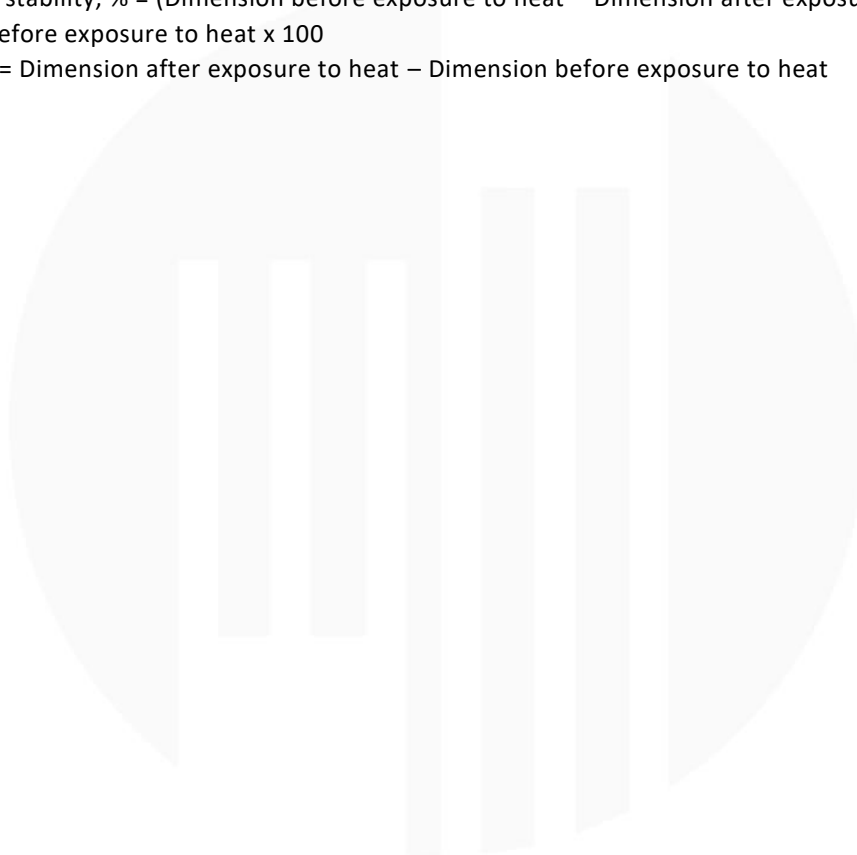 stability, % = (Dimension before exposure to heat – Dimension after
efore exposure to heat x 100
= Dimension after exposure to heat – Dimension before exposure to heat